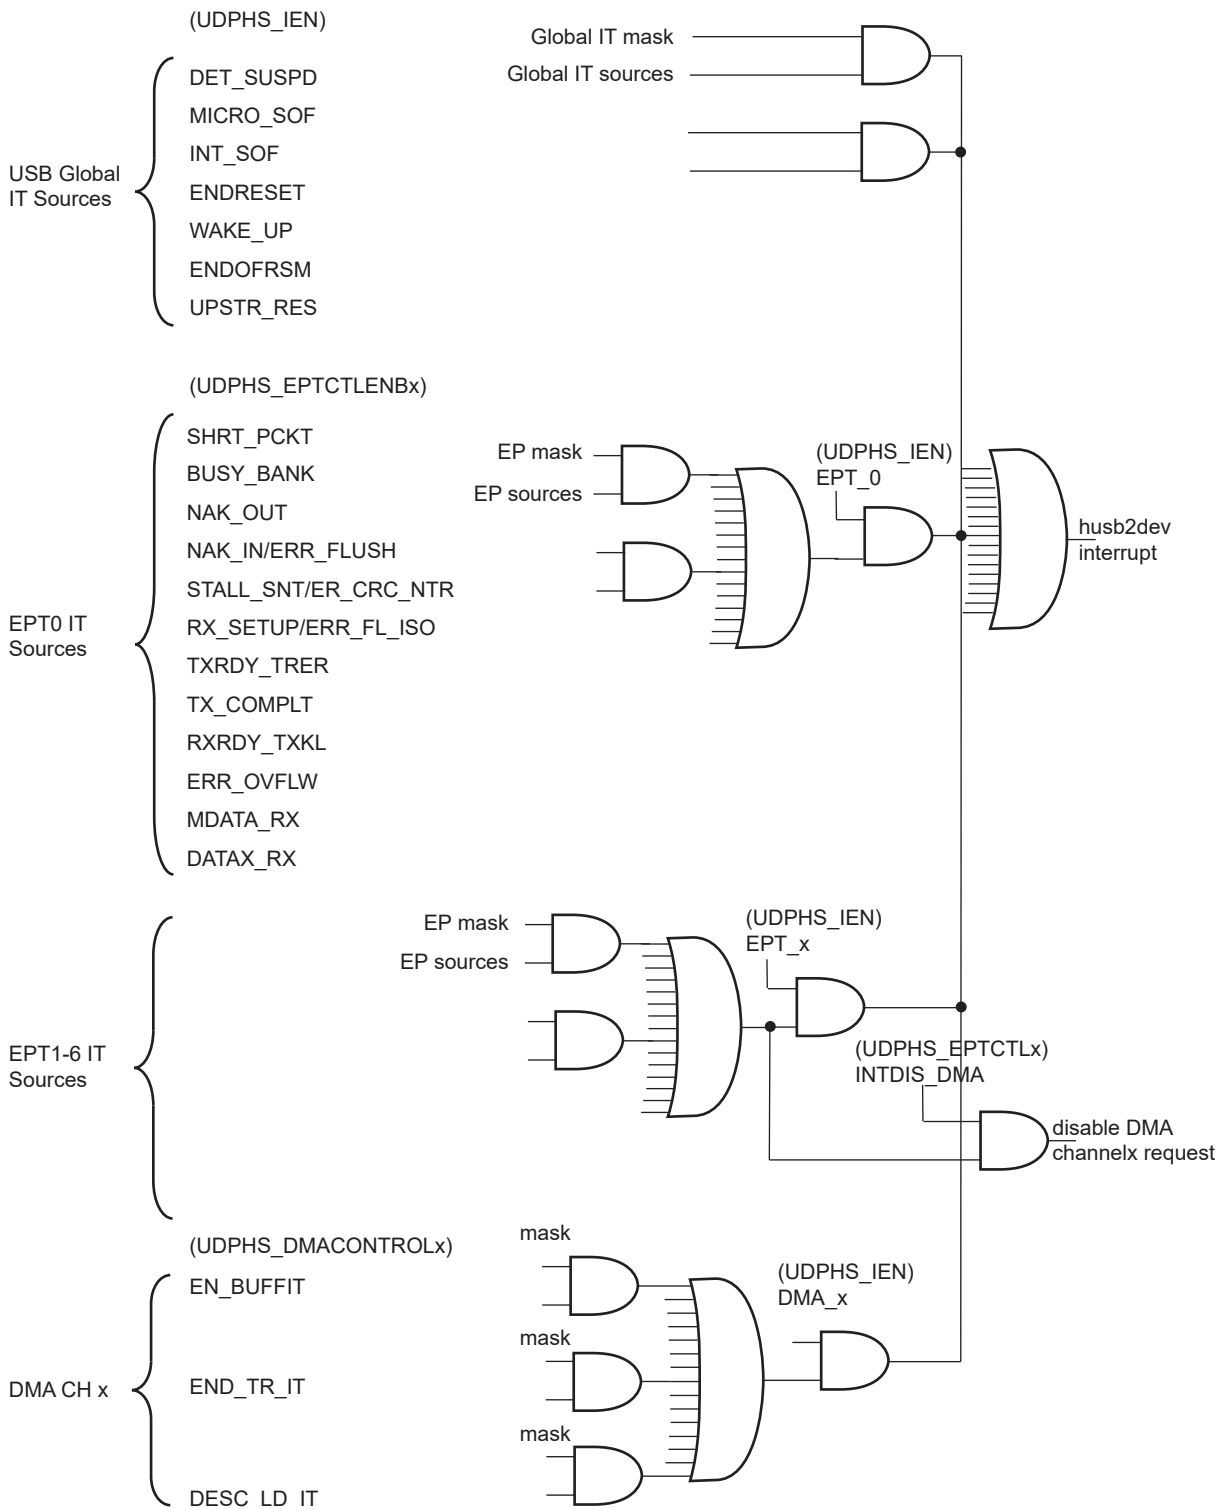 (UDPHS_IEN)
Global IT mask
Global IT sources
DET_SUSPD
MICRO_SOF
INT_SOF
ENDRESET
WAKE_UP
ENDOFRSM
UPSTR_RES
USB Global
IT Sources
(UDPHS_EPTCTLENBx)
SHRT_PCKT
BUSY_BANK
NAK_OUT
NAK_IN/ERR_FLUSH
STALL_SNT/ER_CRC_NTR
RX_SETUP/ERR_FL_ISO
TXRDY_TRER
TX_COMPLT
RXRDY_TXKL
ERR_OVFLW
MDATA_RX
DATAX_RX
EPT0 IT
Sources
EP mask
EP sources
(UDPHS_IEN)
EPT_0
husb2dev
interrupt
EPT1-6 IT
Sources
EP mask
EP sources
(UDPHS_IEN)
EPT_x
(UDPHS_EPTCTLx)
INTDIS_DMA
disable DMA
channelx request
(UDPHS_DMACONTROLx)
EN_BUFFIT
END_TR_IT
DESC_LD_IT
DMA CH x
mask
mask
mask
(UDPHS_IEN)
DMA_x